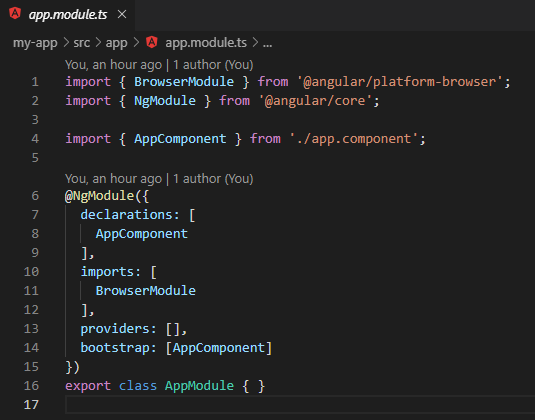 app.module.ts ×
my-app > src > app > app.module.ts > ...
You, an hour ago | 1 author (You)
1 import { BrowserModule } from '@angular/platform-browser';
2 import { NgModule } from '@angular/core';
3
4 import { AppComponent } from './app.component';
5
You, an hour ago | 1 author (You)
6 @NgModule({
7   declarations: [
8     AppComponent
9   ],
10   imports: [
11     BrowserModule
12   ],
13   providers: [],
14   bootstrap: [AppComponent]
15 })
16 export class AppModule { }
17